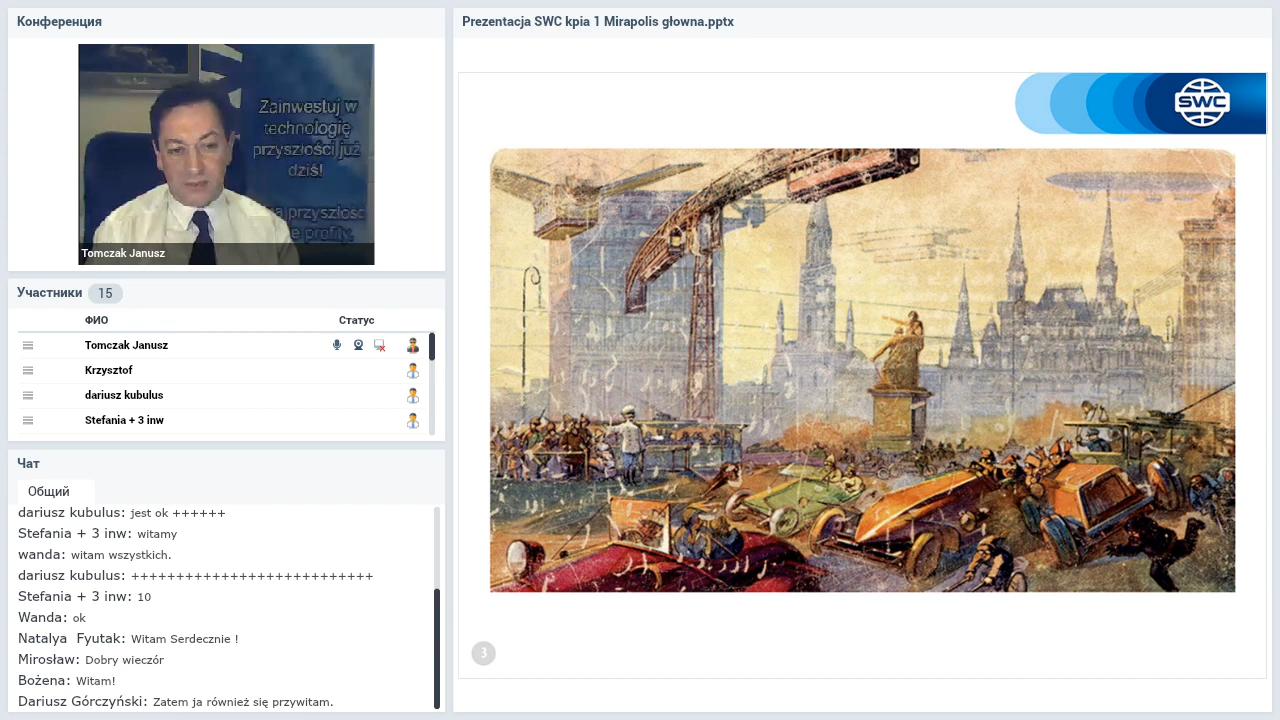 Конференция
Zainwestuj w
technologię
przyszłości już
dziś!
Tomczak Janusz
Участники 15
ФИО Статус
Tomczak Janusz
Krzysztof
dariusz kubulus
Stefania + 3 inw
Чат
Общий
dariusz kubulus: jest ok ++++++
Stefania + 3 inw: witamy
wanda: witam wszystkich.
dariusz kubulus: +++++++++++++++++++++++++++
Stefania + 3 inw: 10
Wanda: ok
Natalya Fyutak: Witam Serdecznie !
Mirosław: Dobry wieczór
Bożena: Witam!
Dariusz Górczyński: Zatem ja również się przywitam.
Prezentacja SWC kpia 1 Mirapolis głowna.pptx
SWC
3